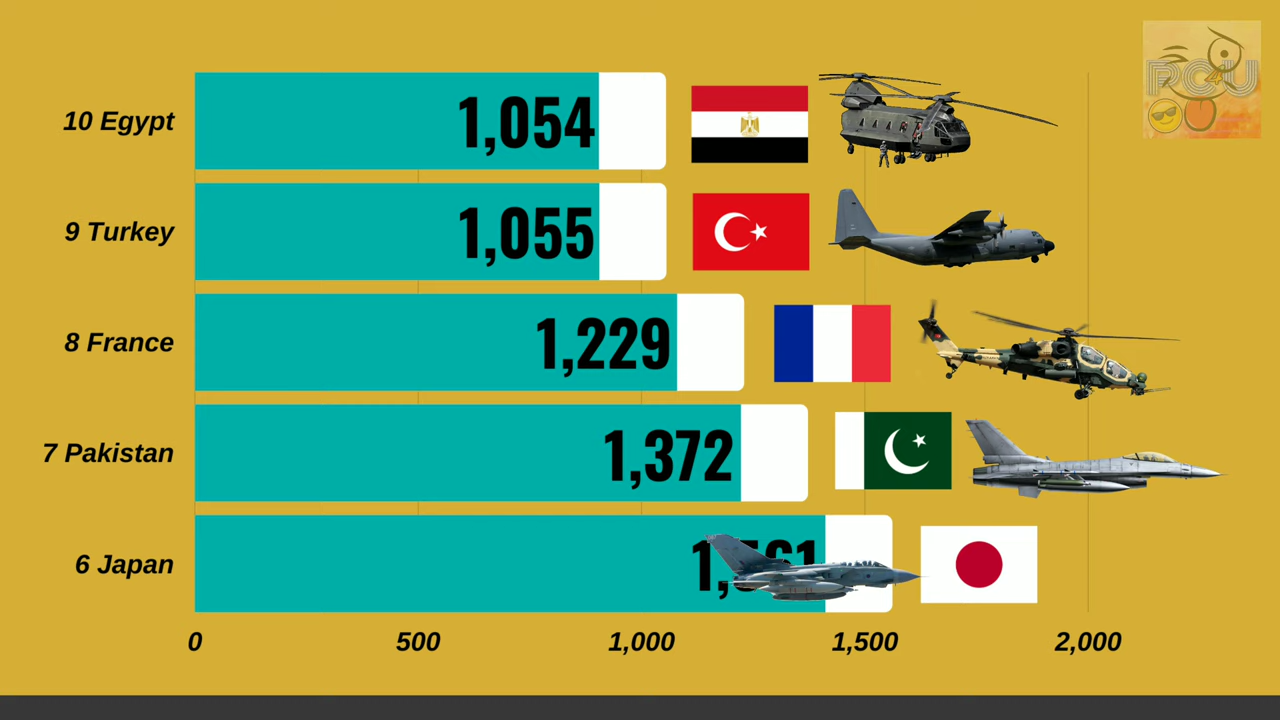 10 Egypt 1,054
9 Turkey 1,055
8 France 1,229
7 Pakistan 1,372
6 Japan
0 500 1,000 1,500 2,000